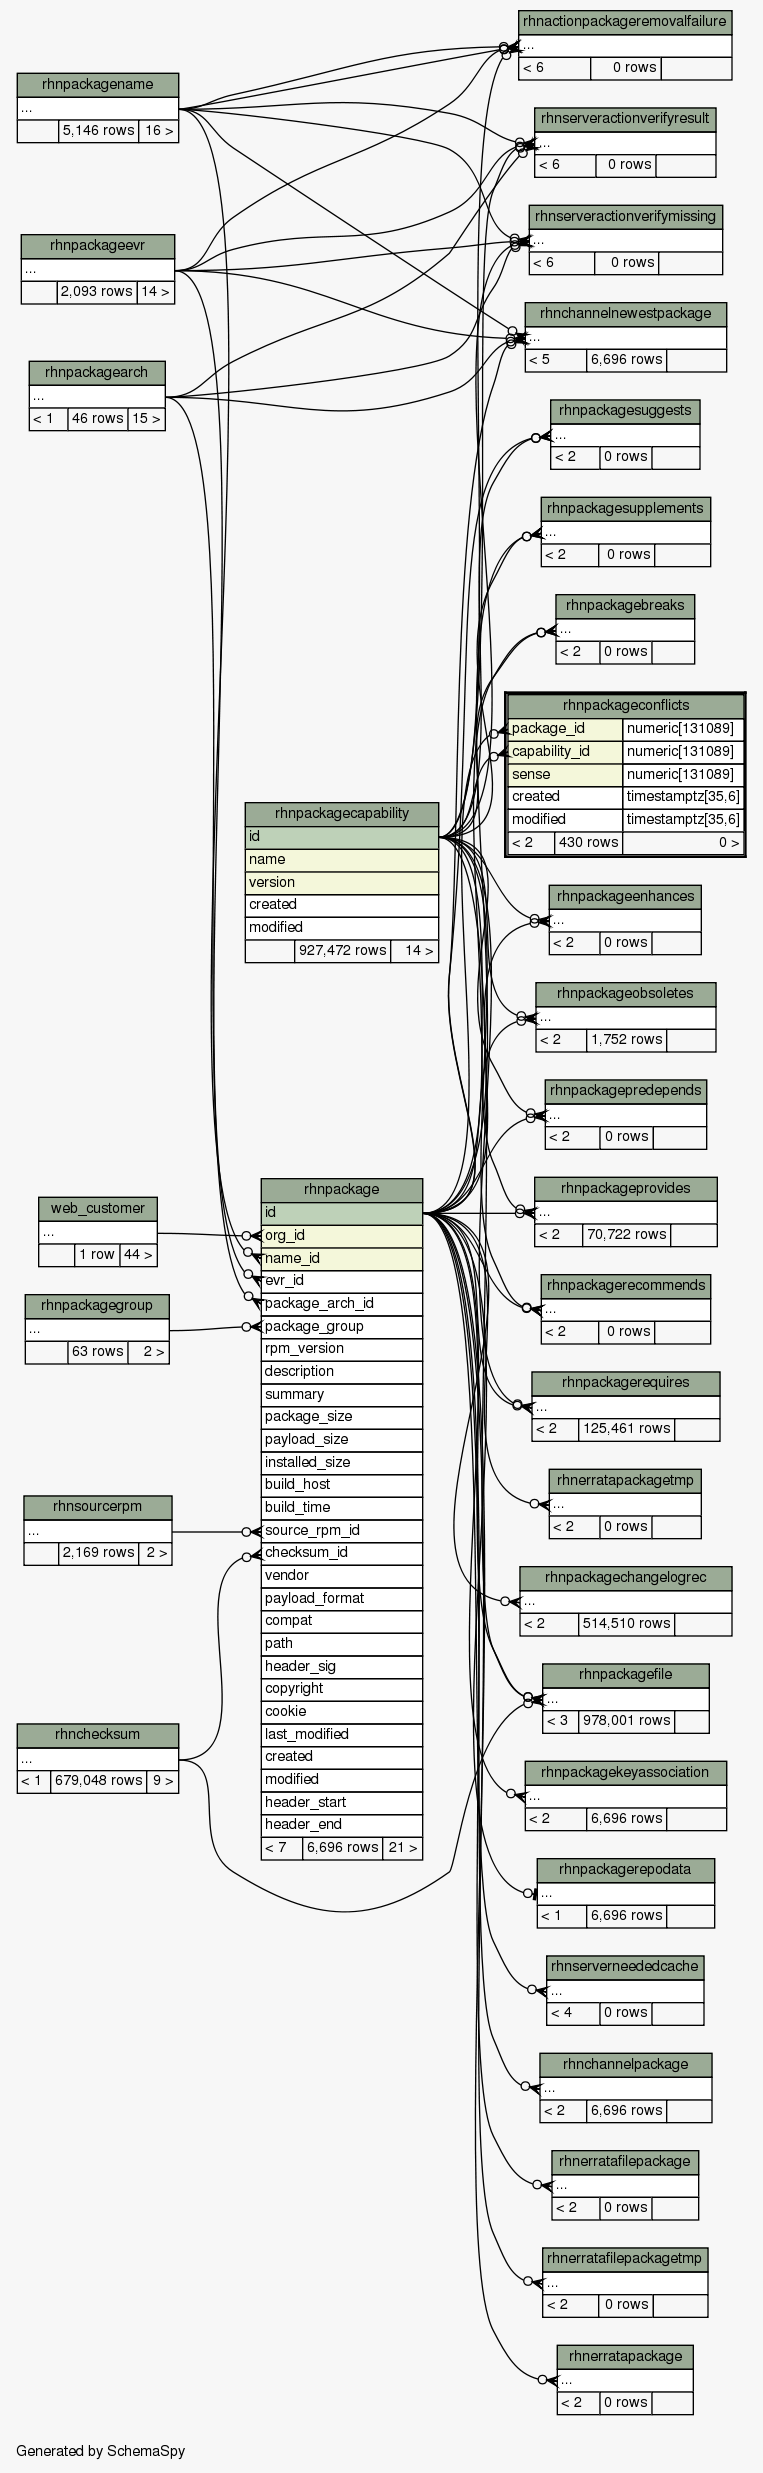 rhnactionpackageremovalfailure
...
< 6 0 rows
rhnpackagename
...
5,146 rows 16 >
rhnserveractionverifyresult
...
< 6 0 rows
rhnserveractionverifymissing
...
< 6 0 rows
rhnpackageevr
...
2,093 rows 14 >
rhnchannelnewestpackage
...
< 5 6,696 rows
rhnpackagearch
...
< 1 46 rows 15 >
rhnpackagesuggests
...
< 2 0 rows
rhnpackagesupplements
...
< 2 0 rows
rhnpackagebreaks
...
< 2 0 rows
rhnpackageconflicts
package_id numeric[131089]
capability_id numeric[131089]
sense numeric[131089]
created timestamptz[35,6]
modified timestamptz[35,6]
< 2 430 rows 0 >
rhnpackagecapability
id
name
version
created
modified
927,472 rows 14 >
rhnpackageenhances
...
< 2 0 rows
rhnpackageobsoletes
...
< 2 1,752 rows
rhnpackagepredepends
...
< 2 0 rows
rhnpackageprovides
...
< 2 70,722 rows
rhnpackagerecommends
...
< 2 0 rows
rhnpackagerequires
...
< 2 125,461 rows
rhnerratapackagetmp
...
< 2 0 rows
rhnpackagechangelogrec
...
< 2 514,510 rows
rhnpackagefile
...
< 3 978,001 rows
rhnpackagekeyassociation
...
< 2 6,696 rows
rhnpackagerepodata
...
< 1 6,696 rows
rhnserverneededcache
...
< 4 0 rows
rhnchannelpackage
...
< 2 6,696 rows
rhnerratafilepackage
...
< 2 0 rows
rhnerratafilepackagetmp
...
< 2 0 rows
rhnerratapackage
...
< 2 0 rows
rhnpackage
id
org_id
name_id
evr_id
package_arch_id
package_group
rpm_version
description
summary
package_size
payload_size
installed_size
build_host
build_time
source_rpm_id
checksum_id
vendor
payload_format
compat
path
header_sig
copyright
cookie
last_modified
created
modified
header_start
header_end
< 7 6,696 rows 21 >
web_customer
...
1 row 44 >
rhnpackagegroup
...
63 rows 2 >
rhnsourcerpm
...
2,169 rows 2 >
rhnchecksum
...
< 1 679,048 rows 9 >
Generated by SchemaSpy